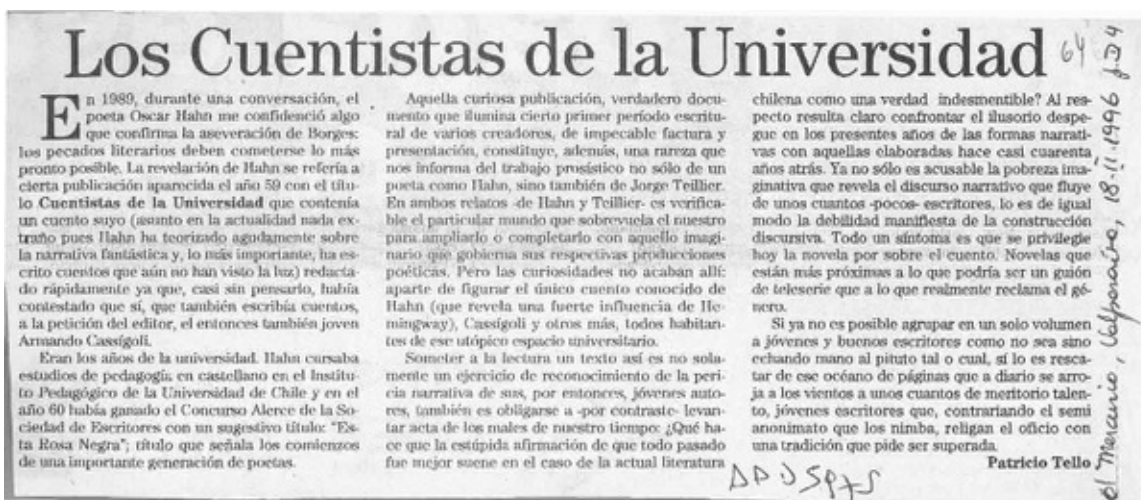 Los Cuentistas de la Universidad
64
En 1989, durante una conversación, el
poeta Oscar Hahn me confidenció algo
que confirma la aseveración de Borges:
los pecados literarios deben cometerse lo más
pronto posible. La revelación de Hahn se refería a
cierta publicación aparecida el año 59 con el títu-
lo Cuentistas de la Universidad que contenía
un cuento suyo (asunto en la actualidad nada ex-
traño pues Hahn ha teorizado agudamente sobre
la narrativa fantástica y, lo más importante, ha es-
crito cuentos que aún no han visto la luz) redacta-
do rápidamente ya que, casi sin pensarlo, había
contestado que sí, que también escribía cuentos,
a la petición del editor, el entonces también joven
Armando Cassígoli.
Eran los años de la universidad. Hahn cursaba
estudios de pedagogía en castellano en el Institu-
to Pedagógico de la Universidad de Chile y en el
año 60 había ganado el Concurso Alerce de la So-
ciedad de Escritores con un sugestivo título: "Es-
ta Rosa Negra"; título que señala los comienzos
de una importante generación de poetas.
Aquella curiosa publicación, verdadero docu-
mento que ilumina cierto primer período escritu-
ral de varios creadores, de impecable factura y
presentación, constituye, además, una rareza que
nos informa del trabajo prosístico no sólo de un
poeta como Hahn, sino también de Jorge Teillier.
En ambos relatos -de Hahn y Teillier- es verifica-
ble el particular mundo que sobrevuela el nuestro
para ampliarlo o completarlo con aquello imagi-
nario que gobierna sus respectivas producciones
poéticas. Pero las curiosidades no acaban allí:
aparte de figurar el único cuento conocido de
Hahn (que revela una fuerte influencia de He-
mingway), Cassígoli y otros más, todos habitan-
tes de ese utópico espacio universitario.
Someter a la lectura un texto así es no sola-
mente un ejercicio de reconocimiento de la peri-
cia narrativa de sus, por entonces, jóvenes auto-
res, también es obligarse a -por contraste- levan-
tar acta de los males de nuestro tiempo: ¿Qué ha-
ce que la estúpida afirmación de que todo pasado
fue mejor suene en el caso de la actual literatura
chilena como una verdad indesmentible? Al res-
pecto resulta claro confrontar el ilusorio despe-
gue en los presentes años de las formas narrati-
vas con aquellas elaboradas hace casi cuarenta
años atrás. Ya no sólo es acusable la pobreza ima-
ginativa que revela el discurso narrativo que fluye
de unos cuantos -pocos- escritores, lo es de igual
modo la debilidad manifiesta de la construcción
discursiva. Todo un síntoma es que se privilegie
hoy la novela por sobre el cuento. Novelas que
están más próximas a lo que podría ser un guión
de teleserie que a lo que realmente reclama el gé-
nero.
Si ya no es posible agrupar en un solo volumen
a jóvenes y buenos escritores como no sea sino
echando mano al pituto tal o cual, sí lo es resca-
tar de ese océano de páginas que a diario se arro-
ja a los vientos a unos cuantos de meritorio talen-
to, jóvenes escritores que, contrariando el semi
anonimato que los nimba, religan el oficio con
una tradición que pide ser superada.
Patricio Tello
el Mercurio, Valparaíso, 18-II-1996